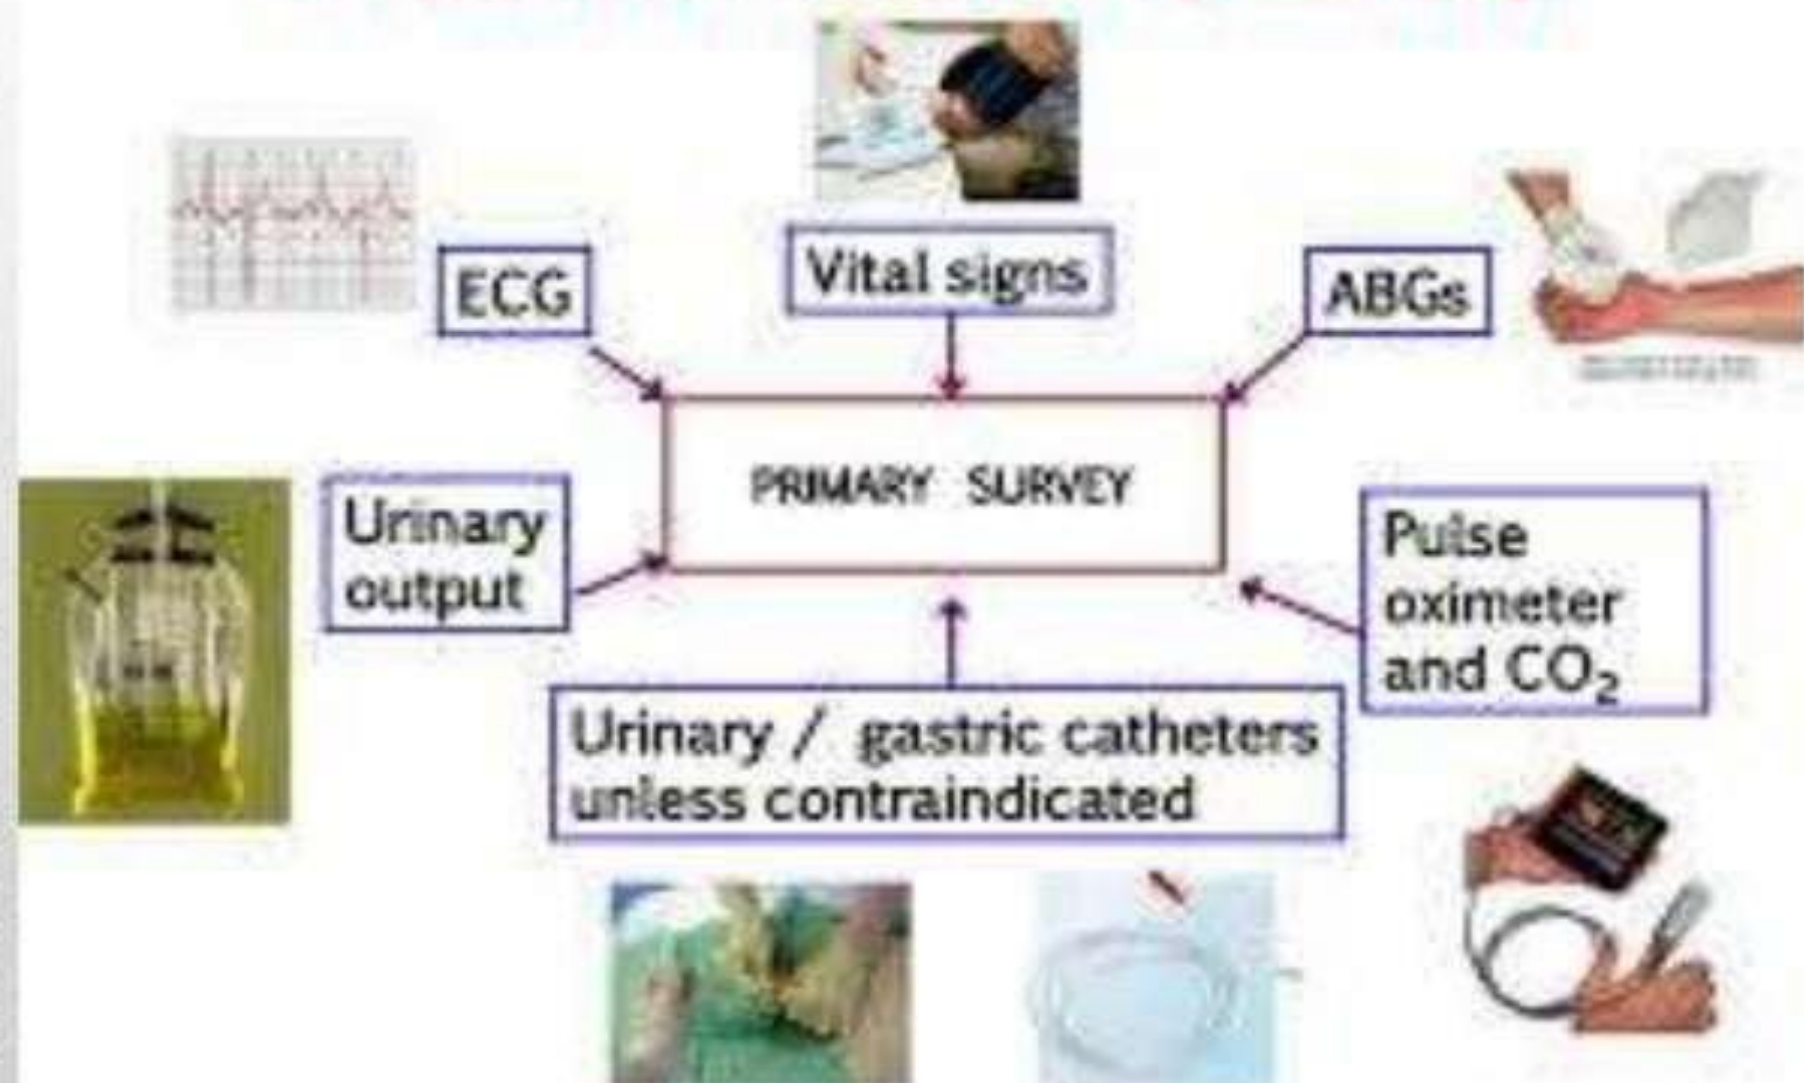 Vital signs
ECG
ABGs
PRIMARY SURVEY
Urinary
output
Pulse
oximeter
and CO₂
Urinary / gastric catheters
unless contraindicated